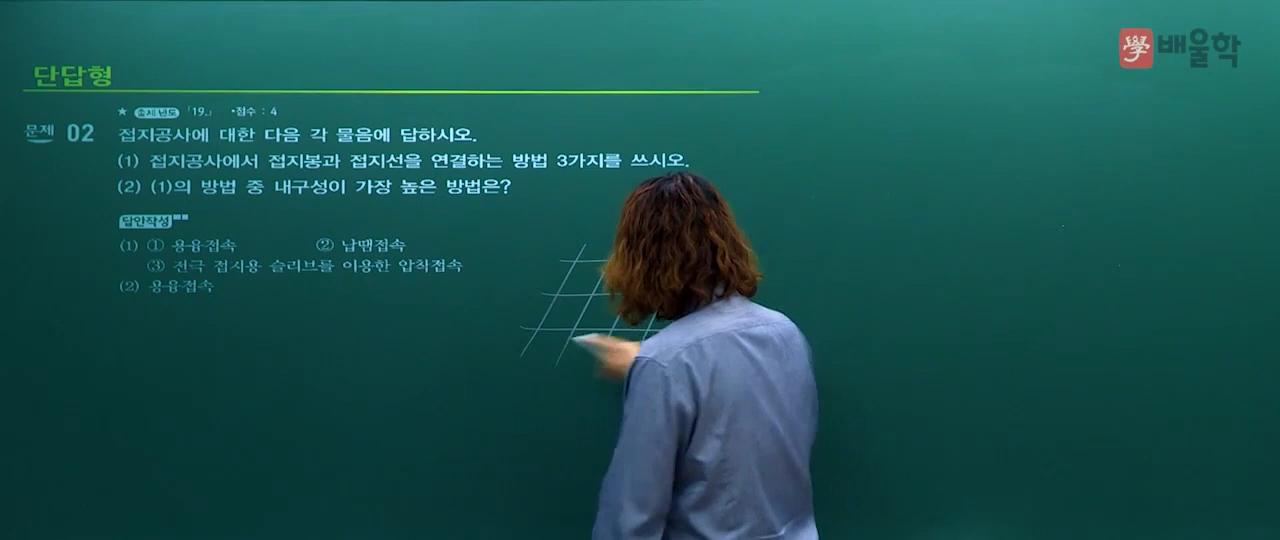 學 배울학
단답형
★ 출제년도 「19.」 •점수 : 4
문제 02 접지공사에 대한 다음 각 물음에 답하시오.
(1) 접지공사에서 접지봉과 접지선을 연결하는 방법 3가지를 쓰시오.
(2) (1)의 방법 중 내구성이 가장 높은 방법은?
답안작성
(1) ① 용융접속 ② 납땜접속
③ 전극 접시용 슬리브를 이용한 압착접속
(2) 용융접속